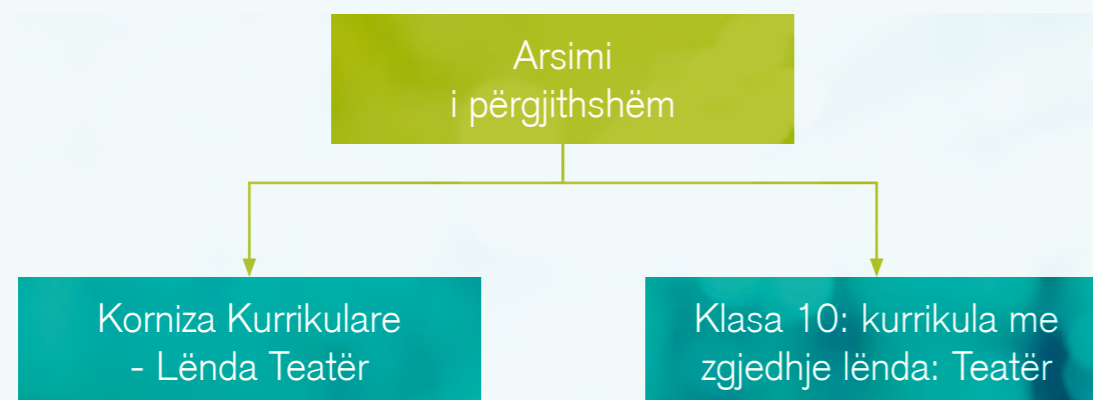 Arsimi
i përgjithshëm
Korniza Kurrikulare
- Lënda Teatër
Klasa 10: kurrikula me
zgjedhje lënda: Teatër